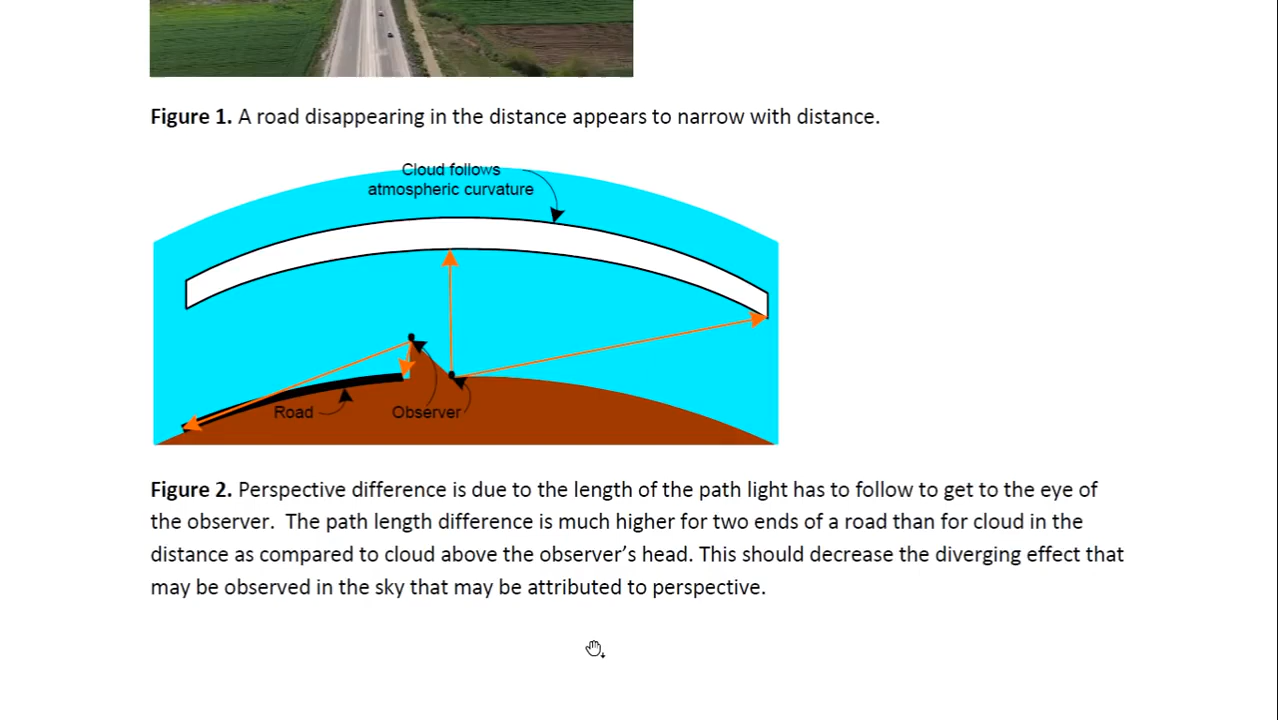 Figure 1. A road disappearing in the distance appears to narrow with distance.
Cloud follows
atmospheric curvature
Road
Observer
Figure 2. Perspective difference is due to the length of the path light has to follow to get to the eye of
the observer.  The path length difference is much higher for two ends of a road than for cloud in the
distance as compared to cloud above the observer’s head. This should decrease the diverging effect that
may be observed in the sky that may be attributed to perspective.